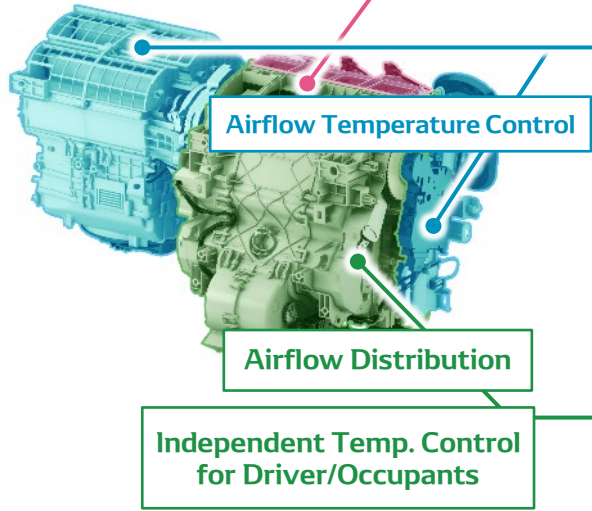 Airflow Temperature Control
Airflow Distribution
Independent Temp. Control
for Driver/Occupants